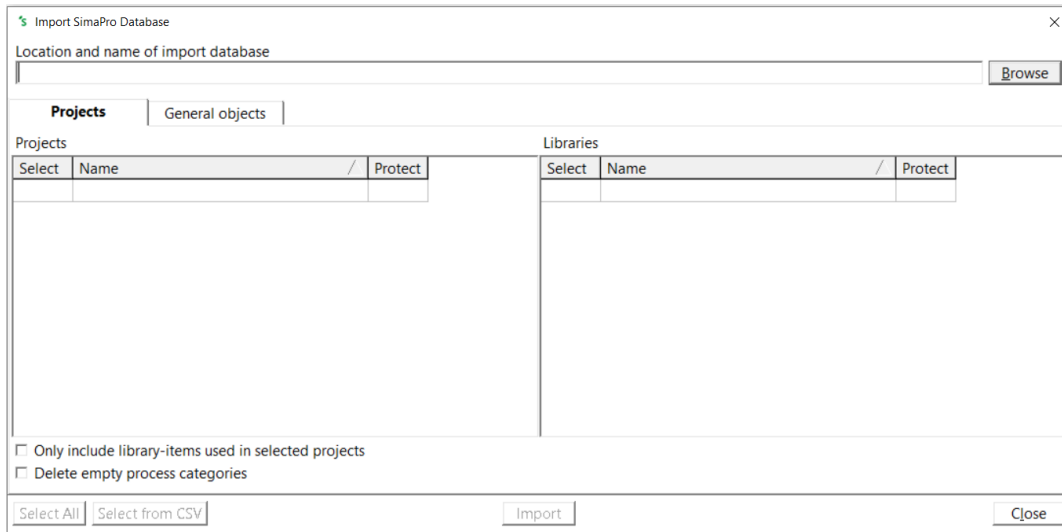 Import SimaPro Database
Location and name of import database
Browse
Projects General objects
Projects Libraries
Select Name Protect Select Name Protect
Only include library-items used in selected projects
Delete empty process categories
Select All Select from CSV Import Close